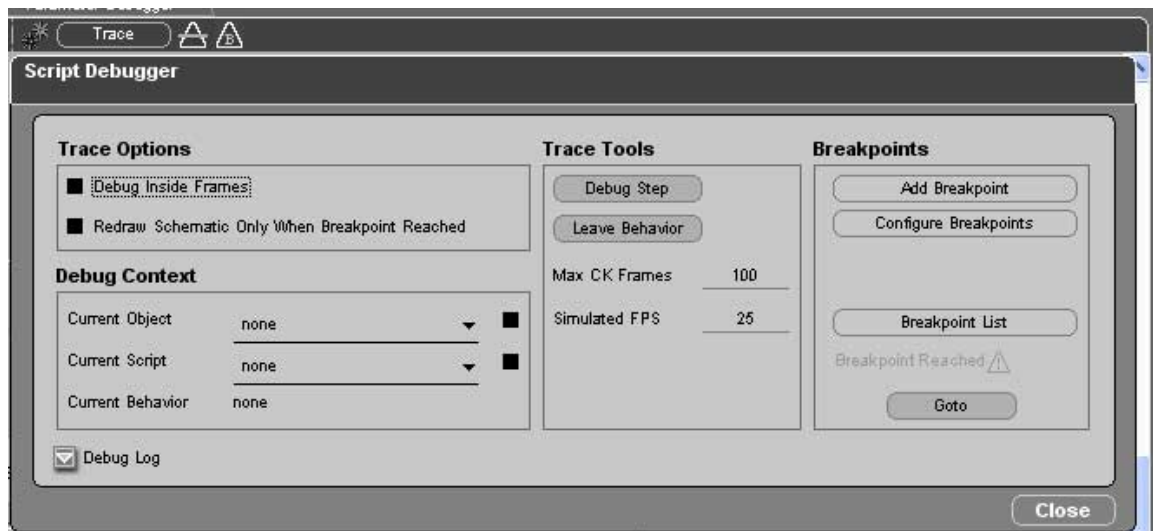 Trace
B
Script Debugger
Trace Options
Debug Inside Frames
Redraw Schematic Only When Breakpoint Reached
Debug Context
Current Object none
Current Script none
Current Behavior none
Debug Log
Trace Tools
Debug Step
Leave Behavior
Max CK Frames 100
Simulated FPS 25
Breakpoints
Add Breakpoint
Configure Breakpoints
Breakpoint List
Breakpoint Reached
Goto
Close